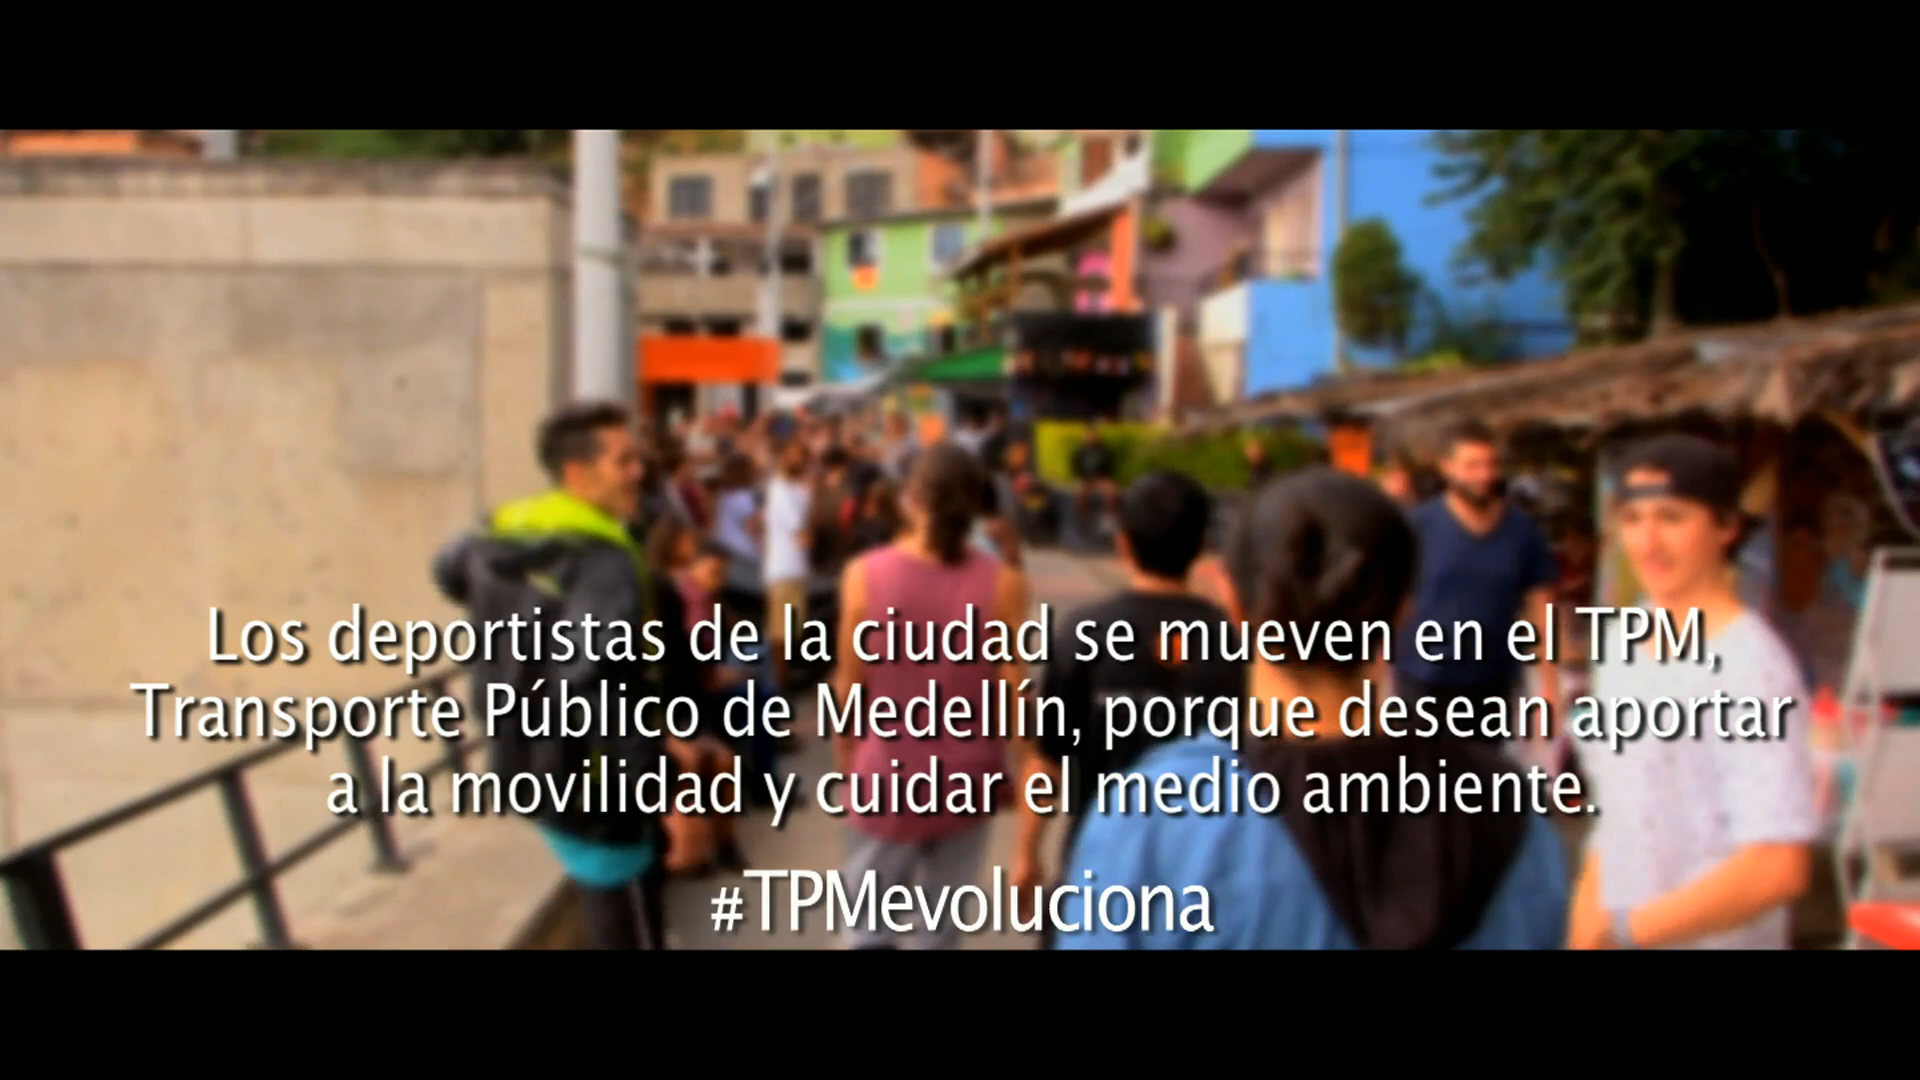 Los deportistas de la ciudad se mueven en el TPM,
Transporte Público de Medellín, porque desean aportar
a la movilidad y cuidar el medio ambiente.
#TPMevoluciona